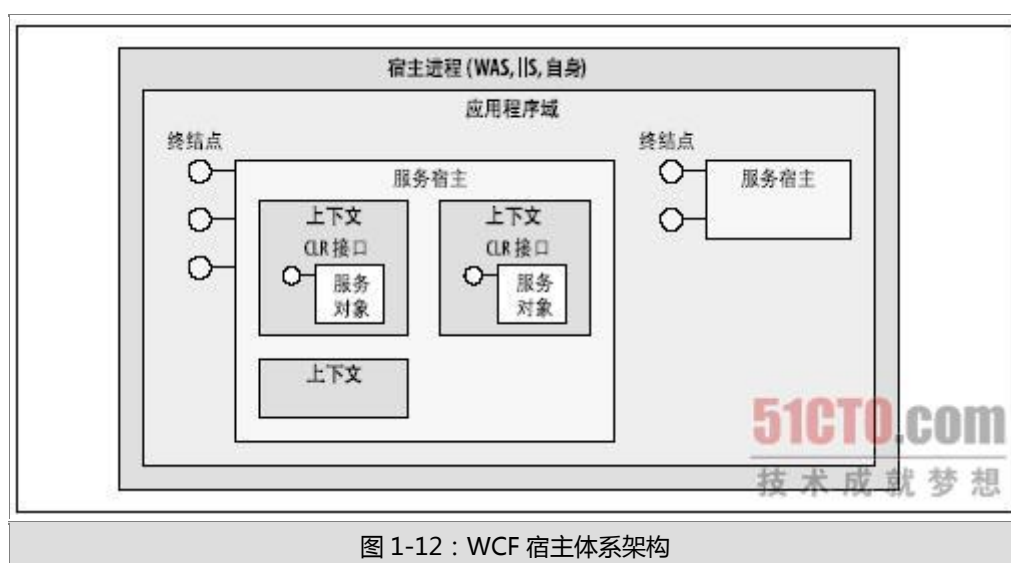 宿主进程 (WAS, IIS, 自身)
应用程序域
终结点
终结点
服务宿主
服务宿主
上下文
上下文
CLR 接口
CLR 接口
服务
对象
服务
对象
上下文
51CTO.com
技术成就梦想
图 1-12：WCF 宿主体系架构